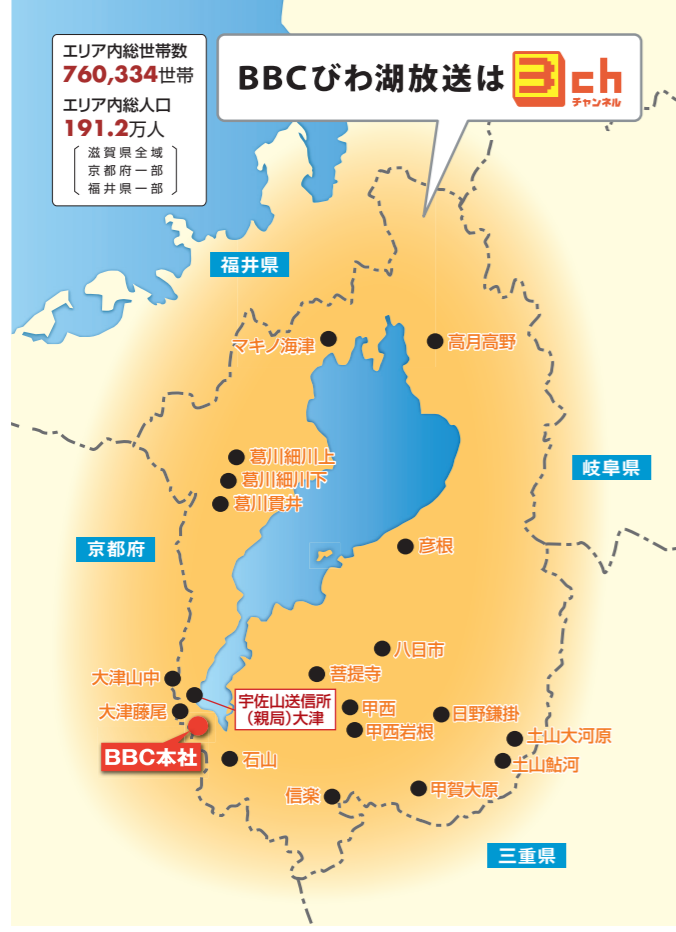 エリア内総世帯数
760,334世帯
エリア内総人口
191.2万人
滋賀県全域
京都府一部
福井県一部
BBCびわ湖放送は3ch
チャンネル
福井県
マキノ海津
高月高野
葛川細川上
葛川細川下
葛川貫井
岐阜県
京都府
彦根
八日市
大津山中
菩提寺
宇佐山送信所
（親局）大津
大津藤尾
甲西
日野鎌掛
甲西岩根
土山大河原
BBC本社
石山
土山鮎河
信楽
甲賀大原
三重県